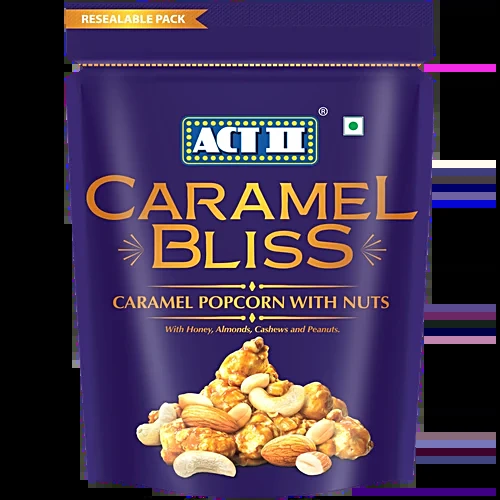 RESEALABLE PACK
ACT II ®
CARAMEL
BLISS
CARAMEL POPCORN WITH NUTS
With Honey, Almonds, Cashews and Peanuts.